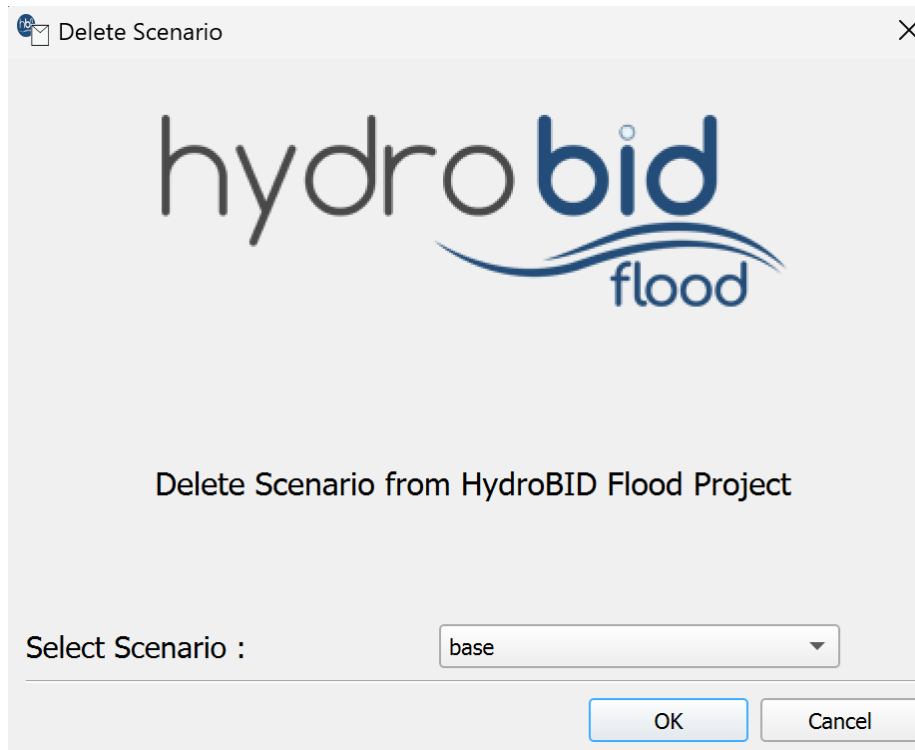 Delete Scenario
hydrobid
flood
Delete Scenario from HydroBID Flood Project
Select Scenario :
base
OK
Cancel